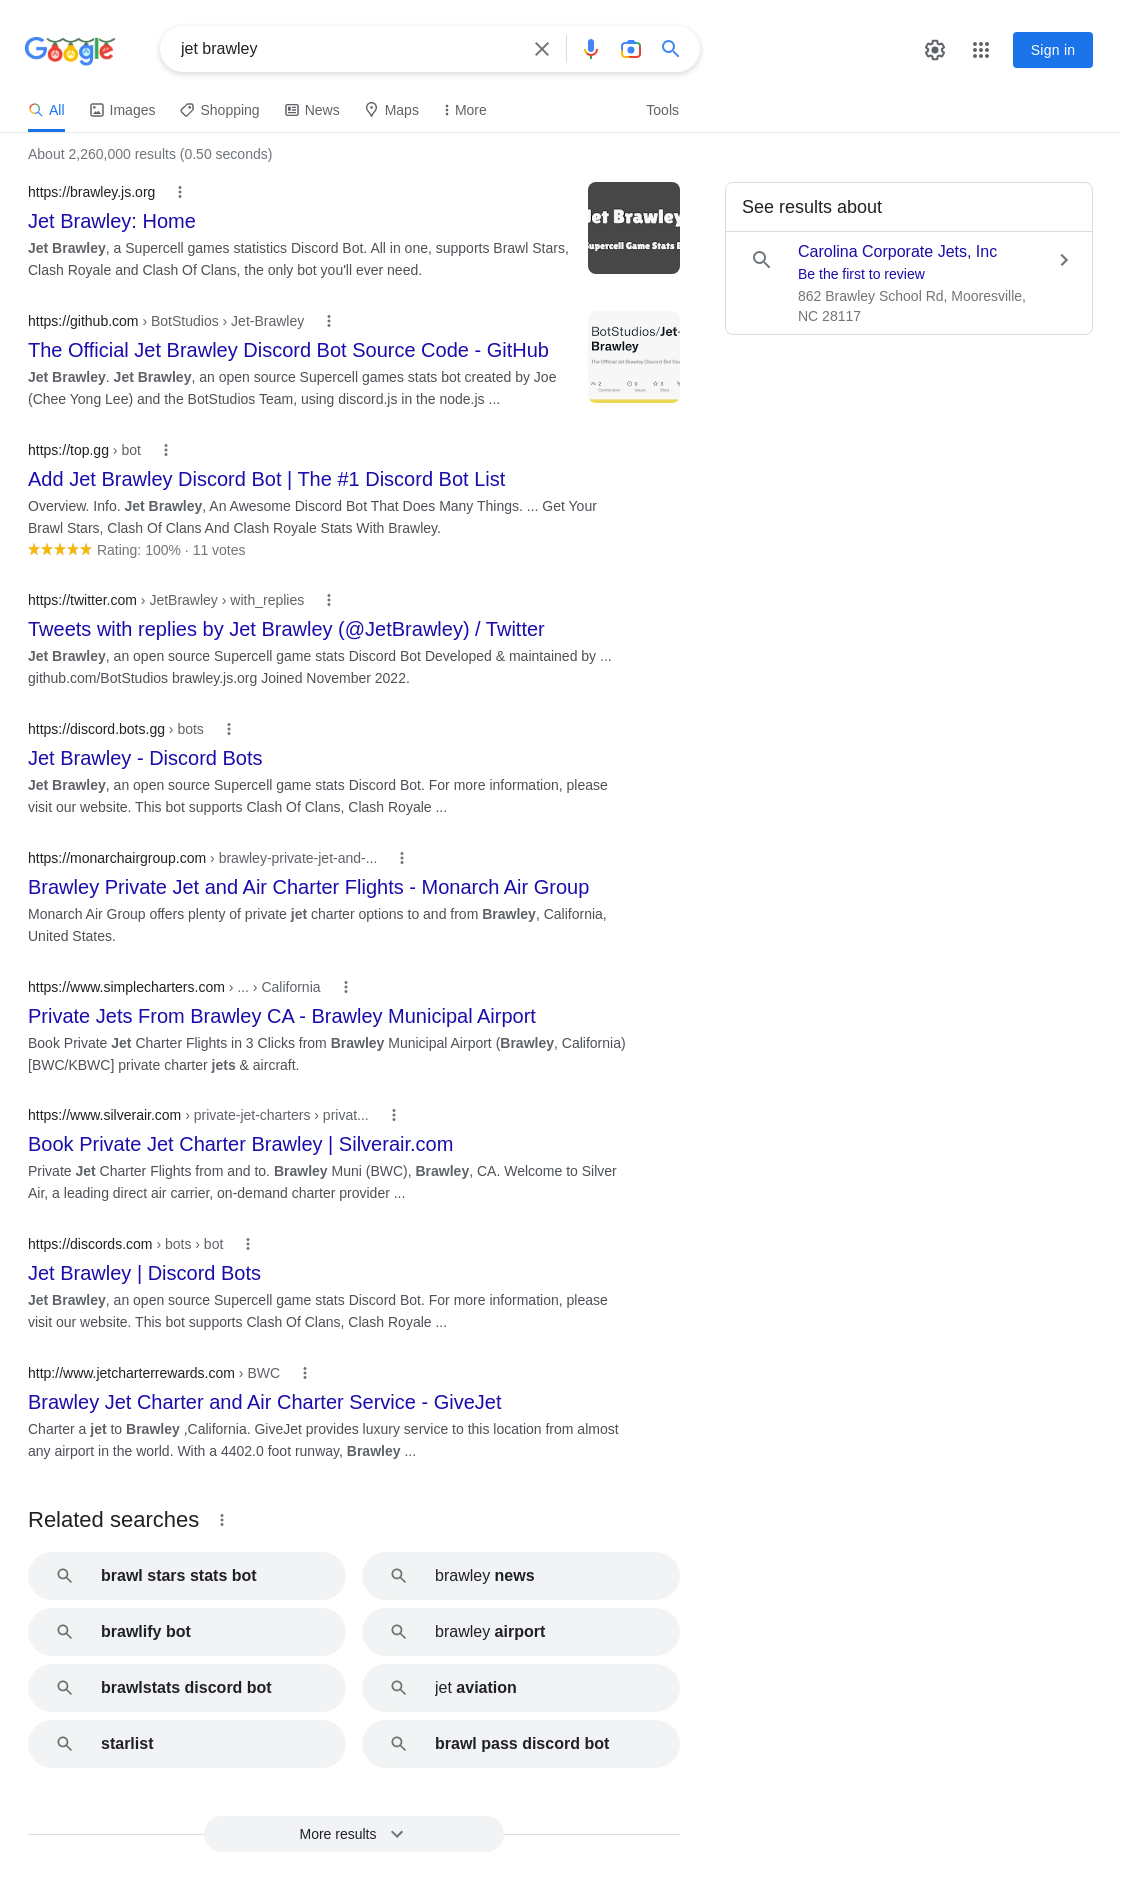 Google
jet brawley
Sign in
All
Images
Shopping
News
Maps
More
Tools
About 2,260,000 results (0.50 seconds)
https://brawley.js.org
Jet Brawley: Home
Jet Brawley, a Supercell games statistics Discord Bot. All in one, supports Brawl Stars,
Clash Royale and Clash Of Clans, the only bot you'll ever need.
Jet Brawley
Supercell Game Stats B
https://github.com › BotStudios › Jet-Brawley
The Official Jet Brawley Discord Bot Source Code - GitHub
Jet Brawley. Jet Brawley, an open source Supercell games stats bot created by Joe
(Chee Yong Lee) and the BotStudios Team, using discord.js in the node.js ...
BotStudios/Jet-
Brawley
The Official Jet Brawley Discord Bot Sou
https://top.gg › bot
Add Jet Brawley Discord Bot | The #1 Discord Bot List
Overview. Info. Jet Brawley, An Awesome Discord Bot That Does Many Things. ... Get Your
Brawl Stars, Clash Of Clans And Clash Royale Stats With Brawley.
Rating: 100% · 11 votes
https://twitter.com › JetBrawley › with_replies
Tweets with replies by Jet Brawley (@JetBrawley) / Twitter
Jet Brawley, an open source Supercell game stats Discord Bot Developed & maintained by ...
github.com/BotStudios brawley.js.org Joined November 2022.
https://discord.bots.gg › bots
Jet Brawley - Discord Bots
Jet Brawley, an open source Supercell game stats Discord Bot. For more information, please
visit our website. This bot supports Clash Of Clans, Clash Royale ...
https://monarchairgroup.com › brawley-private-jet-and-...
Brawley Private Jet and Air Charter Flights - Monarch Air Group
Monarch Air Group offers plenty of private jet charter options to and from Brawley, California,
United States.
https://www.simplecharters.com › ... › California
Private Jets From Brawley CA - Brawley Municipal Airport
Book Private Jet Charter Flights in 3 Clicks from Brawley Municipal Airport (Brawley, California)
[BWC/KBWC] private charter jets & aircraft.
https://www.silverair.com › private-jet-charters › privat...
Book Private Jet Charter Brawley | Silverair.com
Private Jet Charter Flights from and to. Brawley Muni (BWC), Brawley, CA. Welcome to Silver
Air, a leading direct air carrier, on-demand charter provider ...
https://discords.com › bots › bot
Jet Brawley | Discord Bots
Jet Brawley, an open source Supercell game stats Discord Bot. For more information, please
visit our website. This bot supports Clash Of Clans, Clash Royale ...
http://www.jetcharterrewards.com › BWC
Brawley Jet Charter and Air Charter Service - GiveJet
Charter a jet to Brawley ,California. GiveJet provides luxury service to this location from almost
any airport in the world. With a 4402.0 foot runway, Brawley ...
See results about
Carolina Corporate Jets, Inc
Be the first to review
862 Brawley School Rd, Mooresville,
NC 28117
Related searches
brawl stars stats bot
brawley news
brawlify bot
brawley airport
brawlstats discord bot
jet aviation
starlist
brawl pass discord bot
More results